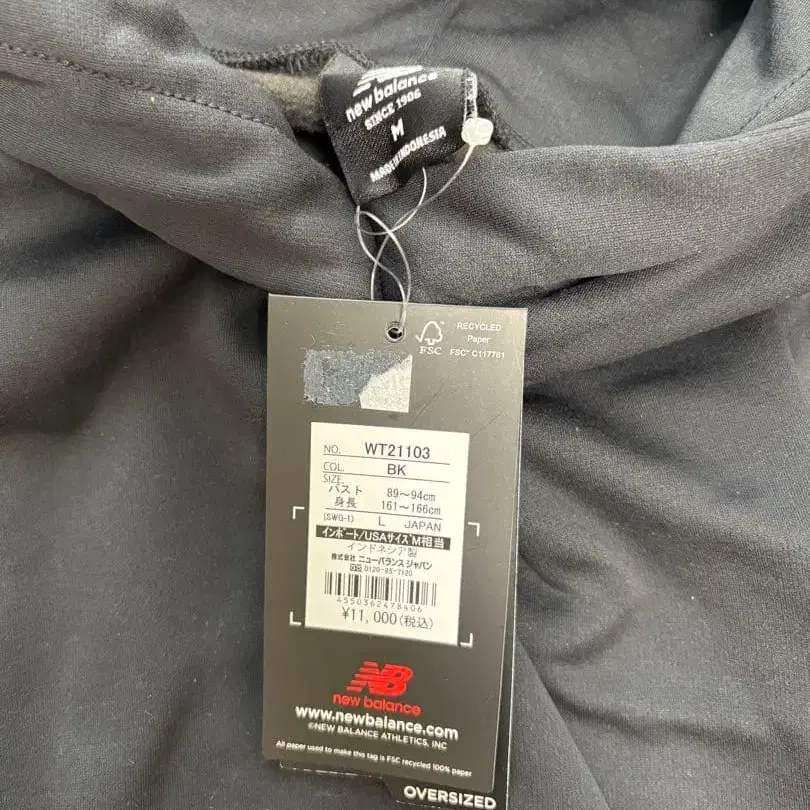 new balance
SINCE 1906
M
MADE IN INDONESIA
RECYCLED
Paper
FSC® C117781
FSC
NO. WT21103
COL. BK
SIZE
バスト 89～94cm
身長 161～166cm
(SWG-1) L JAPAN
インポート/USAサイズM相当
インドネシア製
株式会社 ニューバランス ジャパン
0120-85-7120
4550362478406
¥11,000(税込)
NB
new balance
www.newbalance.com
©NEW BALANCE ATHLETICS, INC
All paper used to make this tag is FSC recycled 100% paper
OVERSIZED